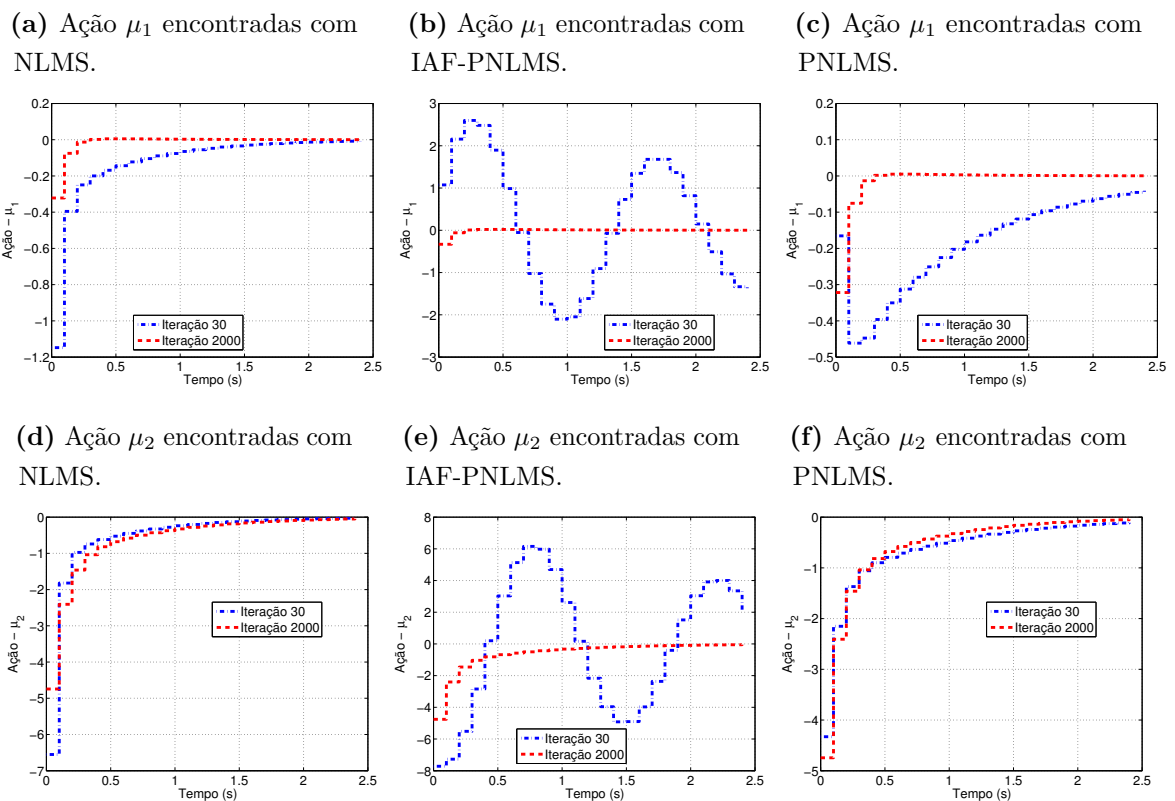 (a) Ação μ1 encontradas com
NLMS.
(b) Ação μ1 encontradas com
IAF-PNLMS.
(c) Ação μ1 encontradas com
PNLMS.
0.2
0
−0.2
−0.4
−0.6
−0.8
−1
−1.2
0
0.5
1
1.5
2
2.5
Tempo (s)
Ação − μ1
Iteração 30
Iteração 2000
3
2
1
0
−1
−2
−3
0
0.5
1
1.5
2
2.5
Tempo (s)
Ação − μ1
Iteração 30
Iteração 2000
0.2
0.1
0
−0.1
−0.2
−0.3
−0.4
−0.5
0
0.5
1
1.5
2
2.5
Tempo (s)
Ação − μ1
Iteração 30
Iteração 2000
(d) Ação μ2 encontradas com
NLMS.
(e) Ação μ2 encontradas com
IAF-PNLMS.
(f) Ação μ2 encontradas com
PNLMS.
0
−1
−2
−3
−4
−5
−6
−7
0
0.5
1
1.5
2
2.5
Tempo (s)
Ação − μ2
Iteração 30
Iteração 2000
8
6
4
2
0
−2
−4
−6
−8
0
0.5
1
1.5
2
2.5
Tempo (s)
Ação − μ2
Iteração 30
Iteração 2000
0
−1
−2
−3
−4
−5
0
0.5
1
1.5
2
2.5
Tempo (s)
Ação − μ2
Iteração 30
Iteração 2000